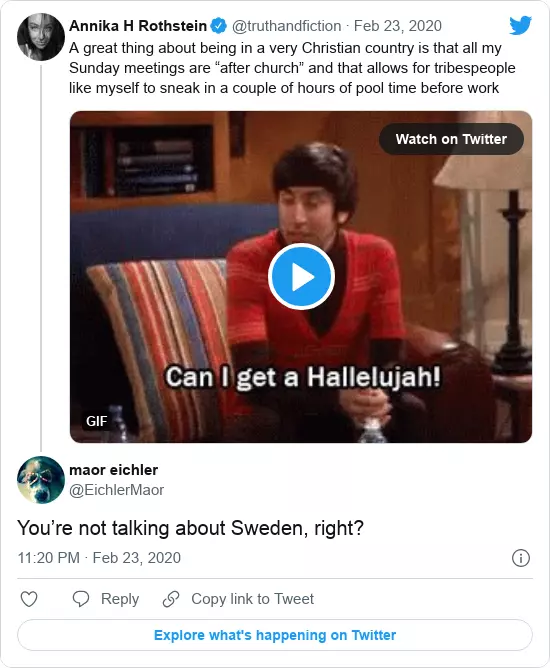 Annika H Rothstein @truthandfiction · Feb 23, 2020
A great thing about being in a very Christian country is that all my
Sunday meetings are “after church” and that allows for tribespeople
like myself to sneak in a couple of hours of pool time before work
Watch on Twitter
Can I get a Hallelujah!
GIF
maor eichler
@EichlerMaor
You’re not talking about Sweden, right?
11:20 PM · Feb 23, 2020
Reply
Copy link to Tweet
Explore what's happening on Twitter